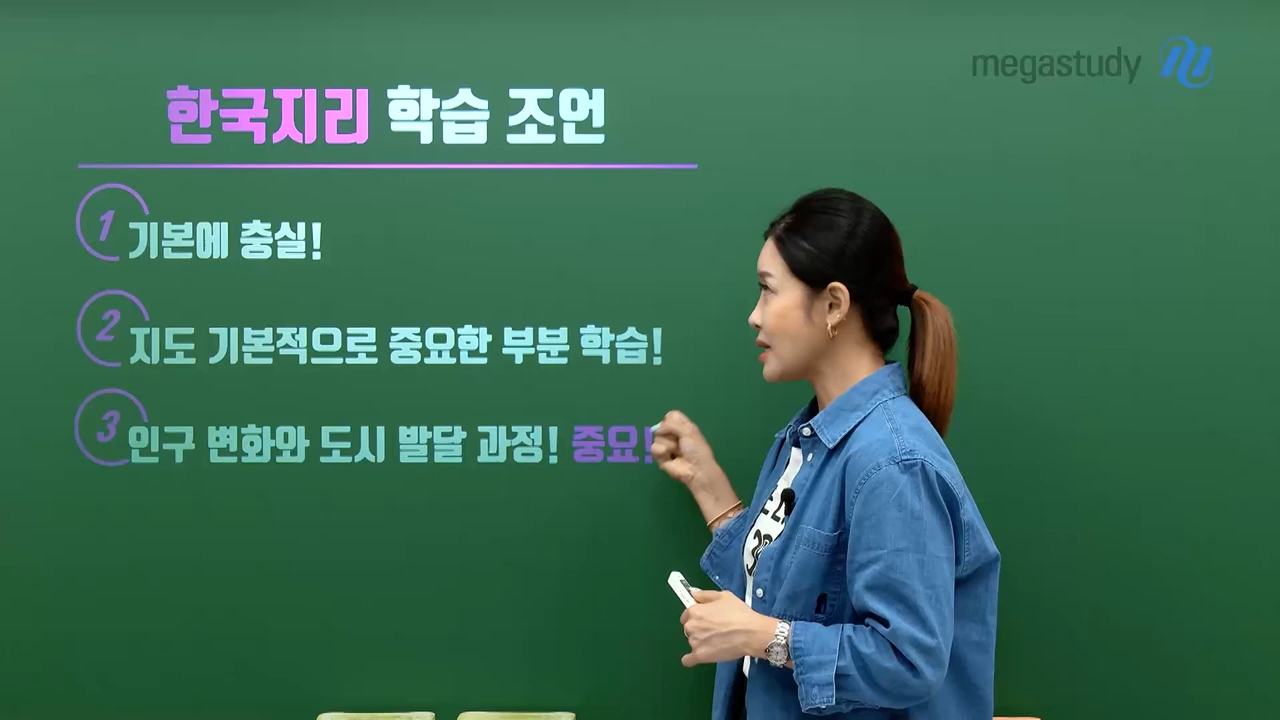 megastudy
한국지리 학습 조언
1 기본에 충실!
2 지도 기본적으로 중요한 부분 학습!
3 인구 변화와 도시 발달 과정! 중요!